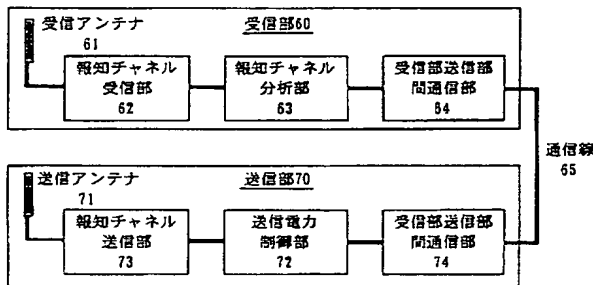 受信アンテナ
61
受信部60
報知チャネル
受信部
62
報知チャネル
分析部
63
受信部送信部
間通信部
64
通信線
65
送信アンテナ
71
送信部70
報知チャネル
送信部
73
送信電力
制御部
72
受信部送信部
間通信部
74